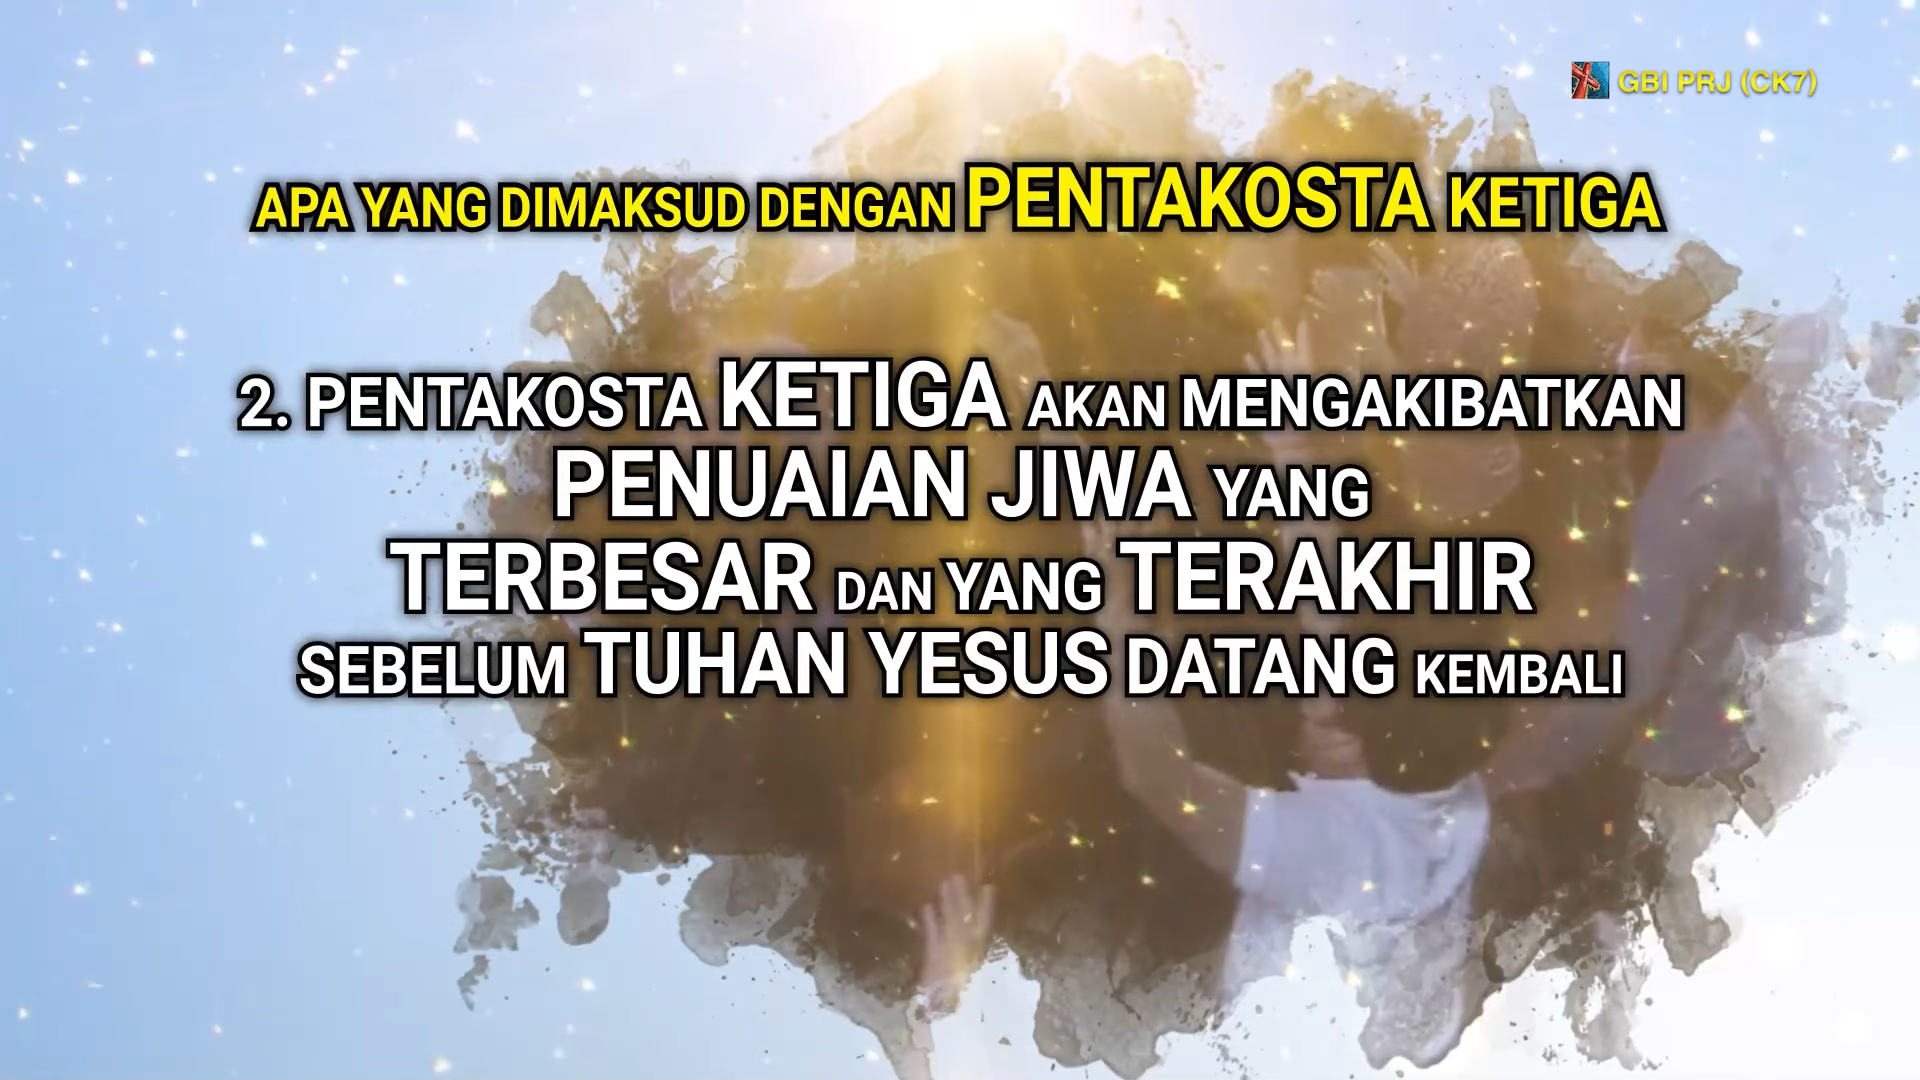 GBI PRJ (CK7)
APA YANG DIMAKSUD DENGAN PENTAKOSTA KETIGA
2. PENTAKOSTA KETIGA AKAN MENGAKIBATKAN
PENUAIAN JIWA YANG
TERBESAR DAN YANG TERAKHIR
SEBELUM TUHAN YESUS DATANG KEMBALI